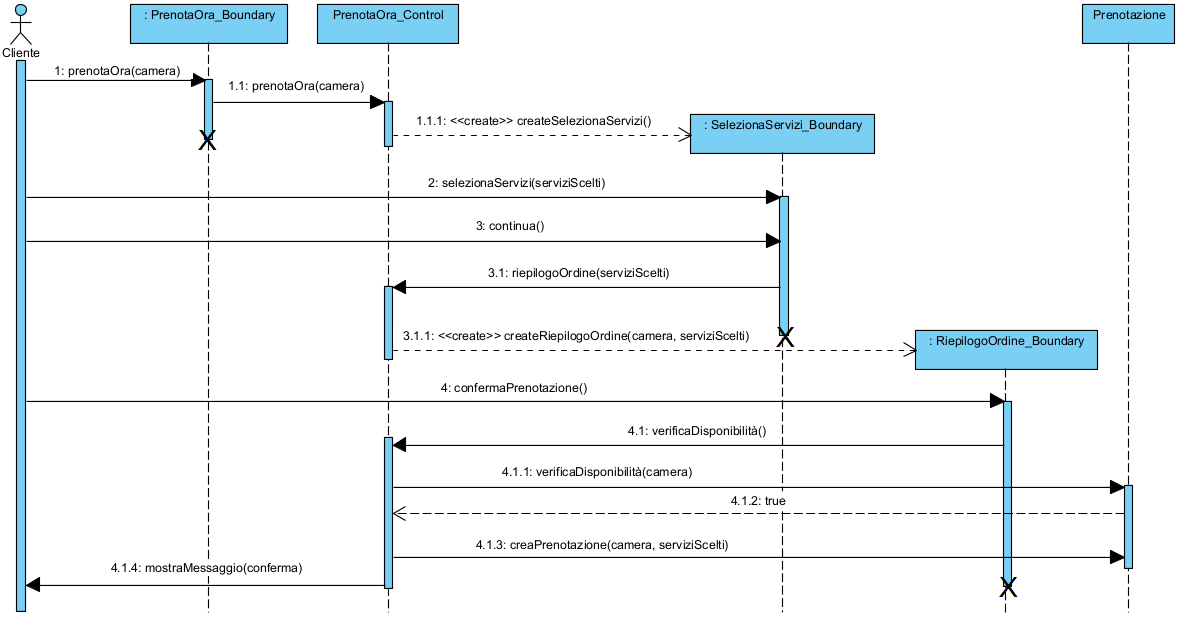 : PrenotaOra_Boundary
PrenotaOra_Control
Prenotazione
Cliente
1: prenotaOra(camera)
1.1: prenotaOra(camera)
1.1.1: <<create>> createSelezionaServizi()
: SelezionaServizi_Boundary
2: selezionaServizi(serviziScelti)
3: continua()
3.1: riepilogoOrdine(serviziScelti)
3.1.1: <<create>> createRiepilogoOrdine(camera, serviziScelti)
: RiepilogoOrdine_Boundary
4: confermaPrenotazione()
4.1: verificaDisponibilità()
4.1.1: verificaDisponibilità(camera)
4.1.2: true
4.1.3: creaPrenotazione(camera, serviziScelti)
4.1.4: mostraMessaggio(conferma)